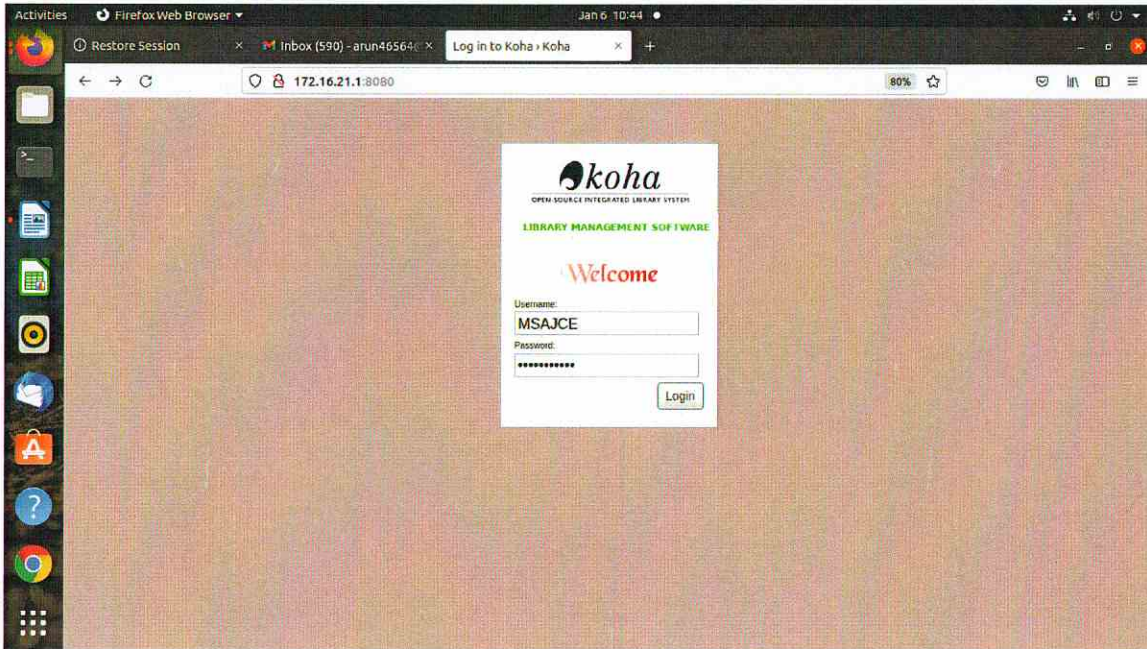 Activities Firefox Web Browser Jan 6 10:44
Restore Session Inbox (590) - arun46564 Log in to Koha › Koha
172.16.21.1:8080 80%
koha
OPEN-SOURCE INTEGRATED LIBRARY SYSTEM
LIBRARY MANAGEMENT SOFTWARE
Welcome
Username:
MSAJCE
Password:
Login